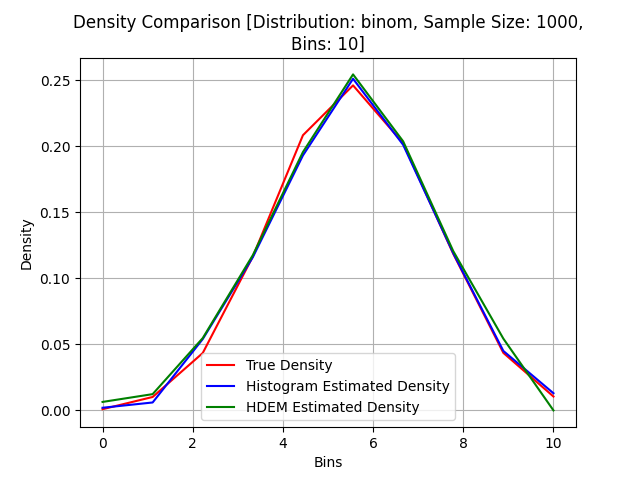 Density Comparison [Distribution: binom, Sample Size: 1000,
Bins: 10]
Density
0.25
0.20
0.15
0.10
0.05
0.00
True Density
Histogram Estimated Density
HDEM Estimated Density
0 2 4 6 8 10
Bins